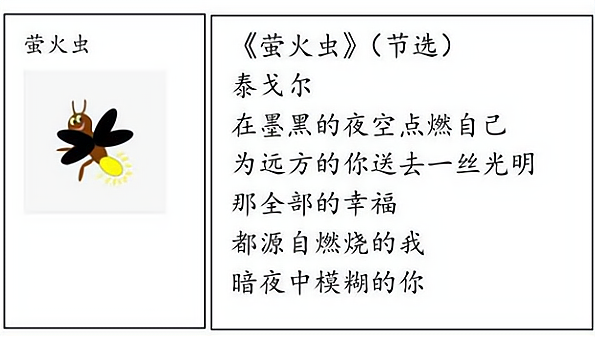 萤火虫
《萤火虫》（节选）
泰戈尔
在墨黑的夜空点燃自己
为远方的你送去一丝光明
那全部的幸福
都源自燃烧的我
暗夜中模糊的你